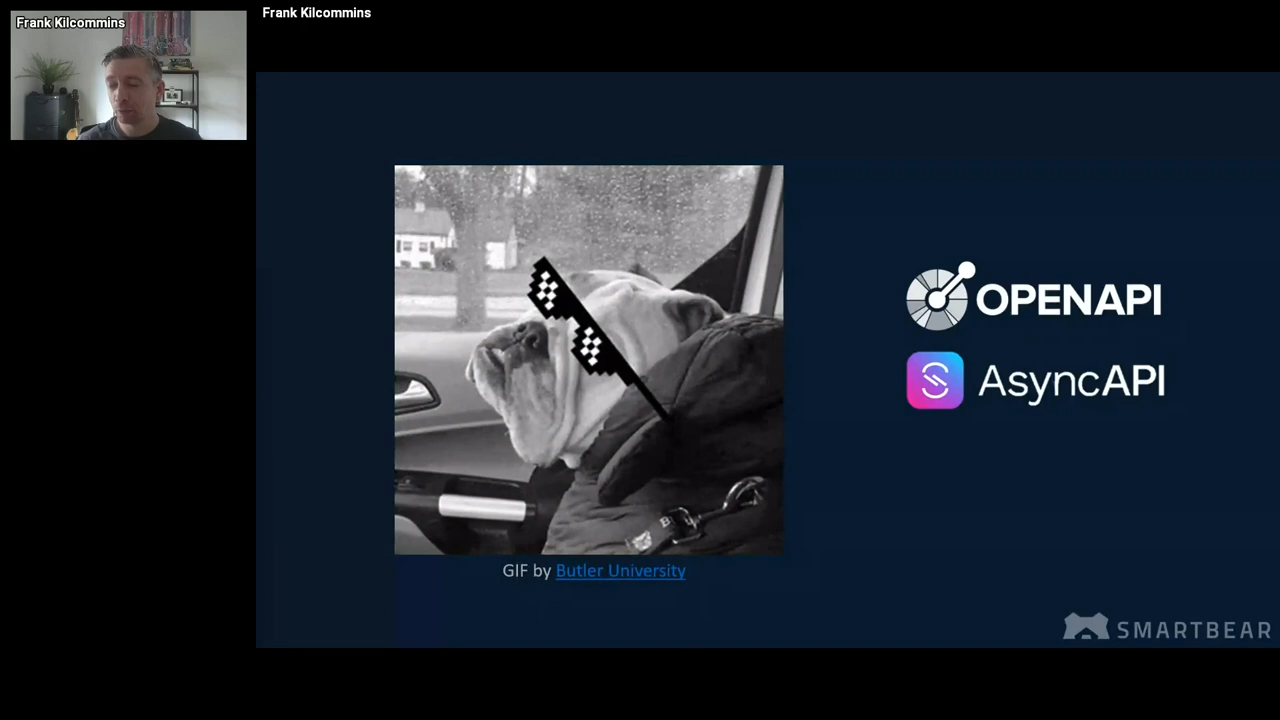 Frank Kilcommins
Frank Kilcommins
OPENAPI
AsyncAPI
GIF by Butler University
SMARTBEAR